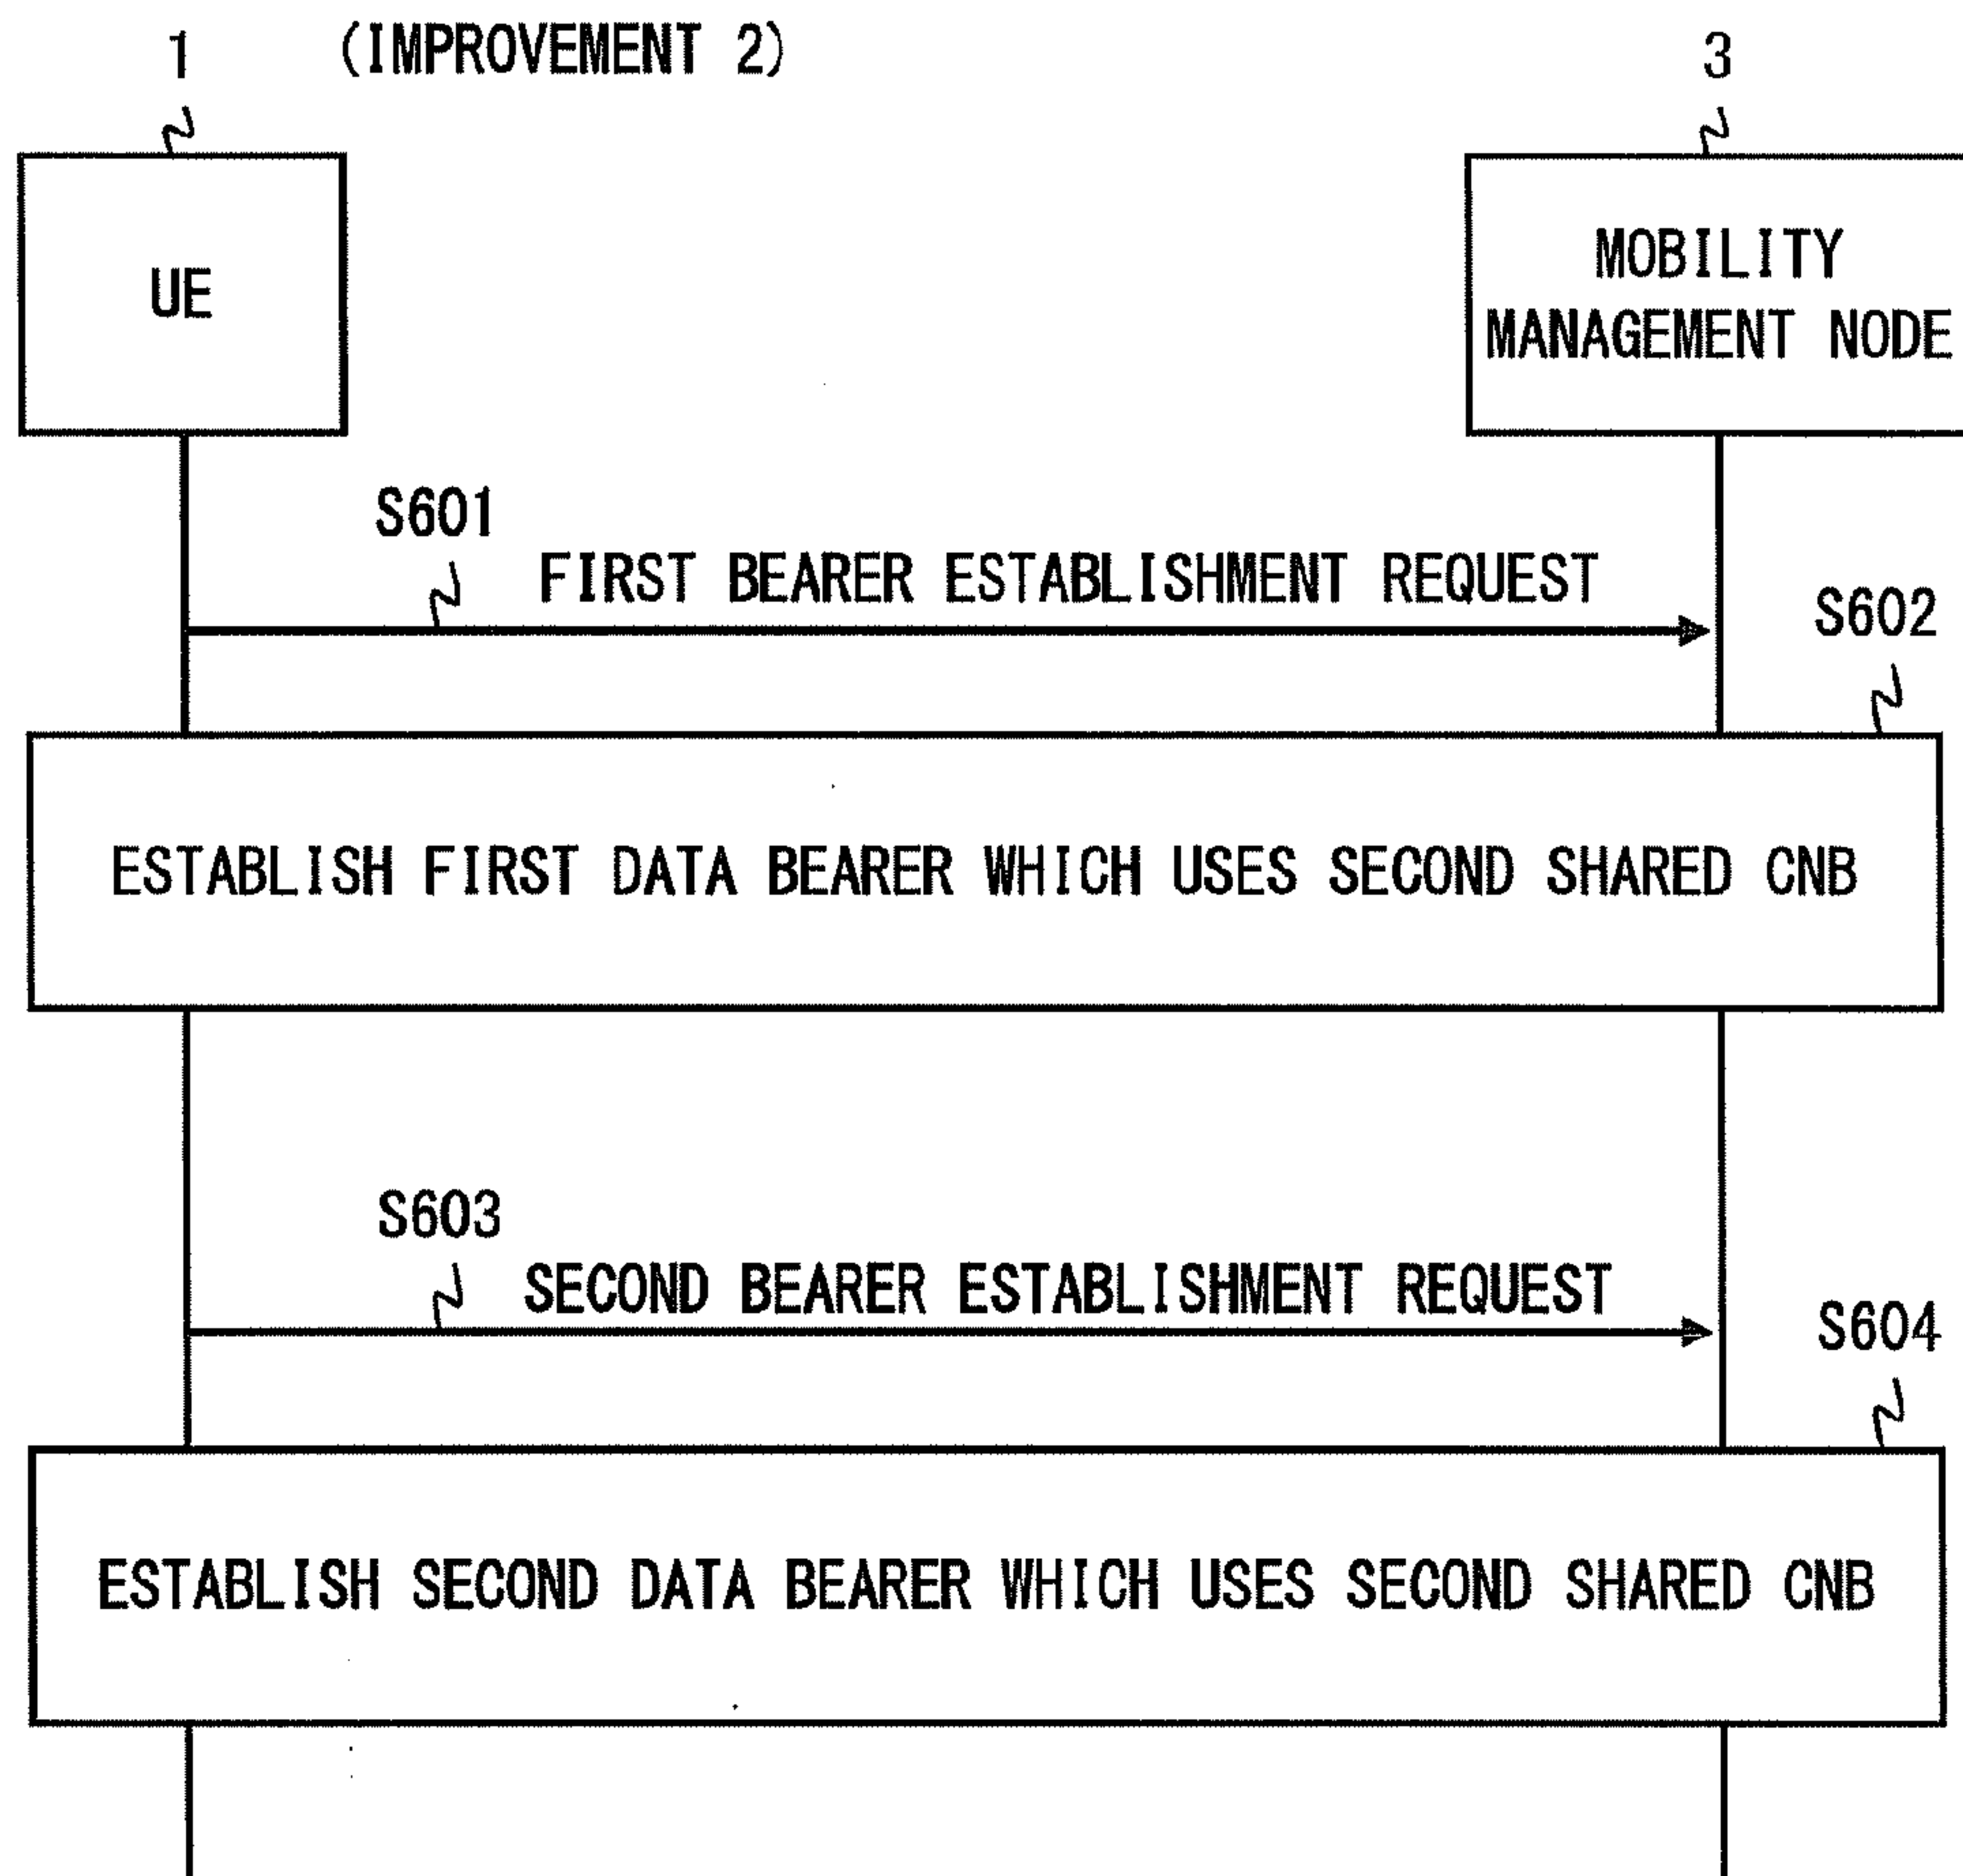 1 (IMPROVEMENT 2) 3
UE
MOBILITY
MANAGEMENT NODE
S601
FIRST BEARER ESTABLISHMENT REQUEST
S602
ESTABLISH FIRST DATA BEARER WHICH USES SECOND SHARED CNB
S603
SECOND BEARER ESTABLISHMENT REQUEST
S604
ESTABLISH SECOND DATA BEARER WHICH USES SECOND SHARED CNB